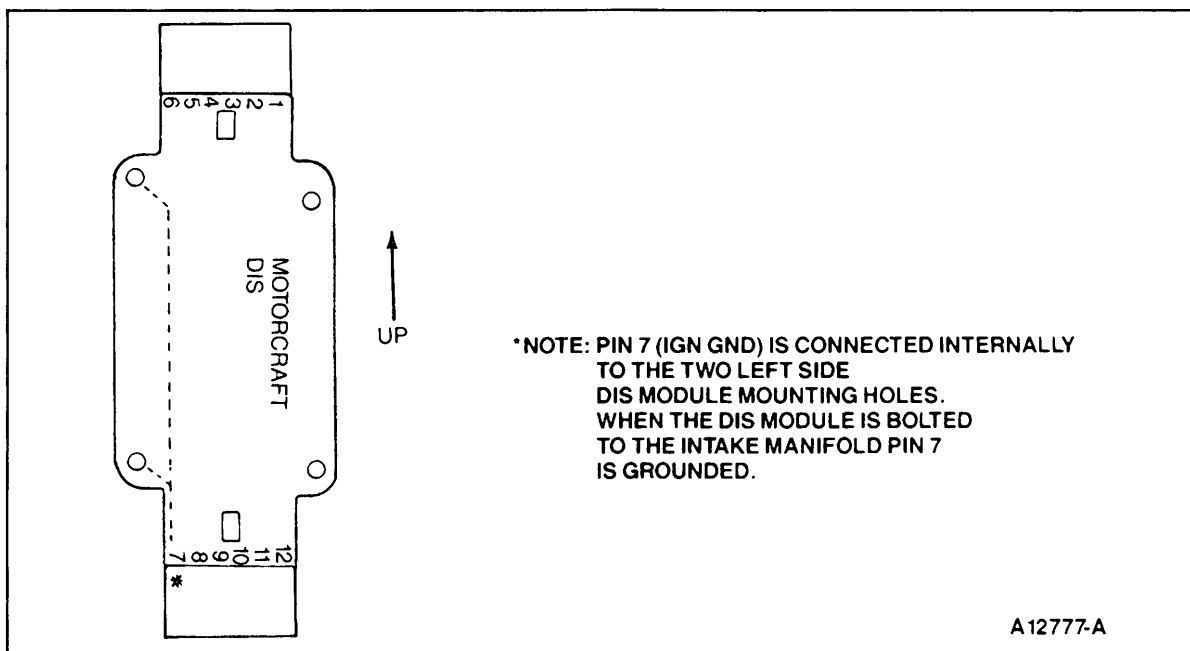 6 5 4 3 2 1
MOTORCRAFT
DIS
UP
*NOTE: PIN 7 (IGN GND) IS CONNECTED INTERNALLY
TO THE TWO LEFT SIDE
DIS MODULE MOUNTING HOLES.
WHEN THE DIS MODULE IS BOLTED
TO THE INTAKE MANIFOLD PIN 7
IS GROUNDED.
7 8 9 10 11 12
*
A12777-A